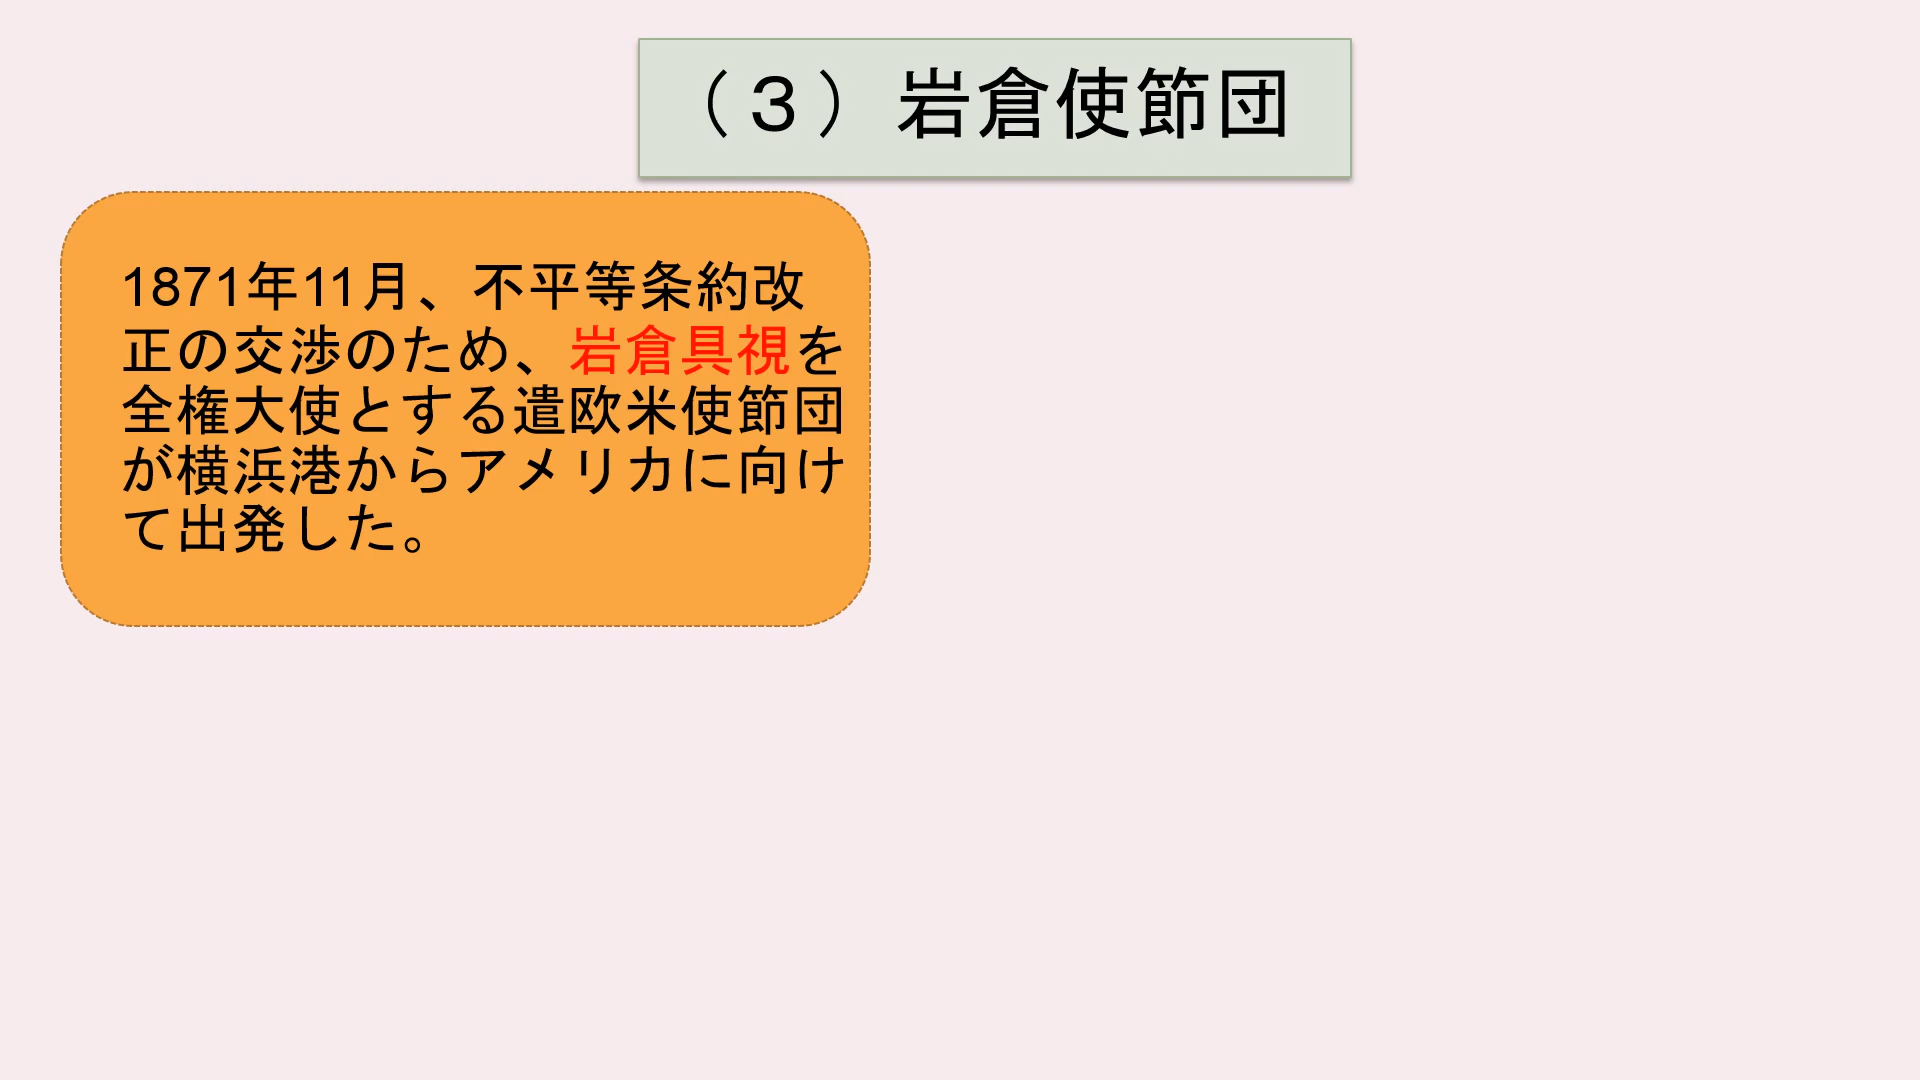 （３） 岩倉使節団
1871年11月、不平等条約改
正の交渉のため、岩倉具視を
全権大使とする遣欧米使節団
が横浜港からアメリカに向け
て出発した。